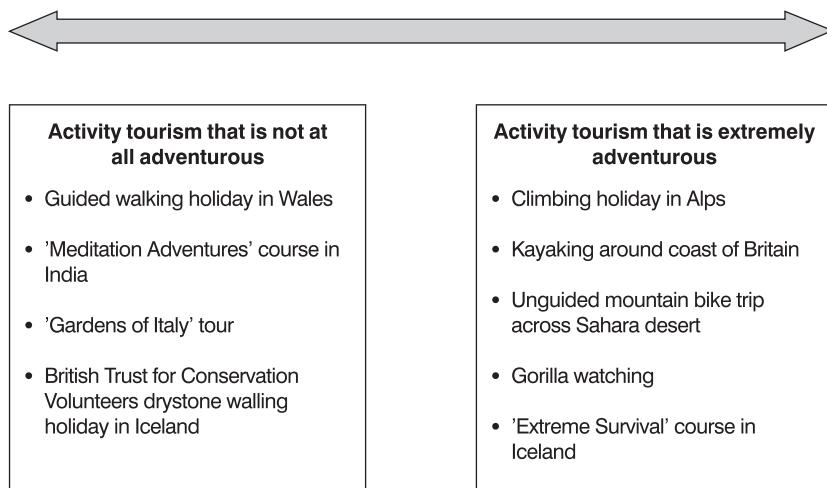 Activity tourism that is not at
all adventurous
• Guided walking holiday in Wales
• ’Meditation Adventures’ course in
India
• ’Gardens of Italy’ tour
• British Trust for Conservation
Volunteers drystone walling
holiday in Iceland
Activity tourism that is extremely
adventurous
• Climbing holiday in Alps
• Kayaking around coast of Britain
• Unguided mountain bike trip
across Sahara desert
• Gorilla watching
• ’Extreme Survival’ course in
Iceland